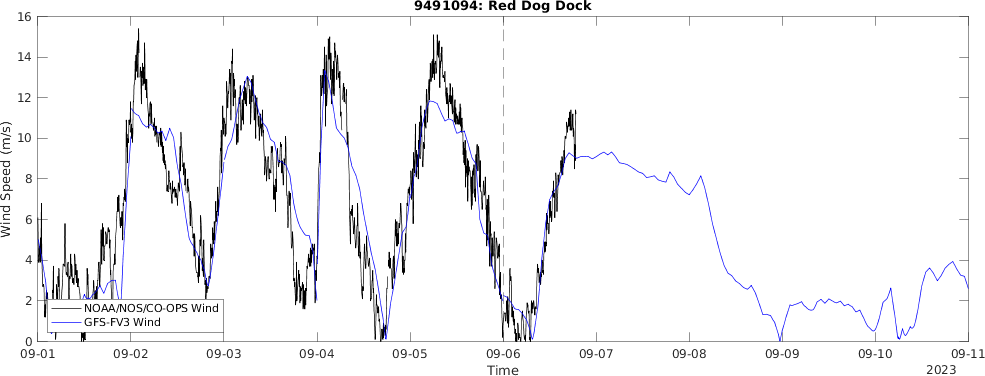 9491094: Red Dog Dock
Wind Speed (m/s)
16
14
12
10
8
6
4
2
0
NOAA/NOS/CO-OPS Wind
GFS-FV3 Wind
09-01 09-02 09-03 09-04 09-05 09-06 09-07 09-08 09-09 09-10 09-11
Time
2023